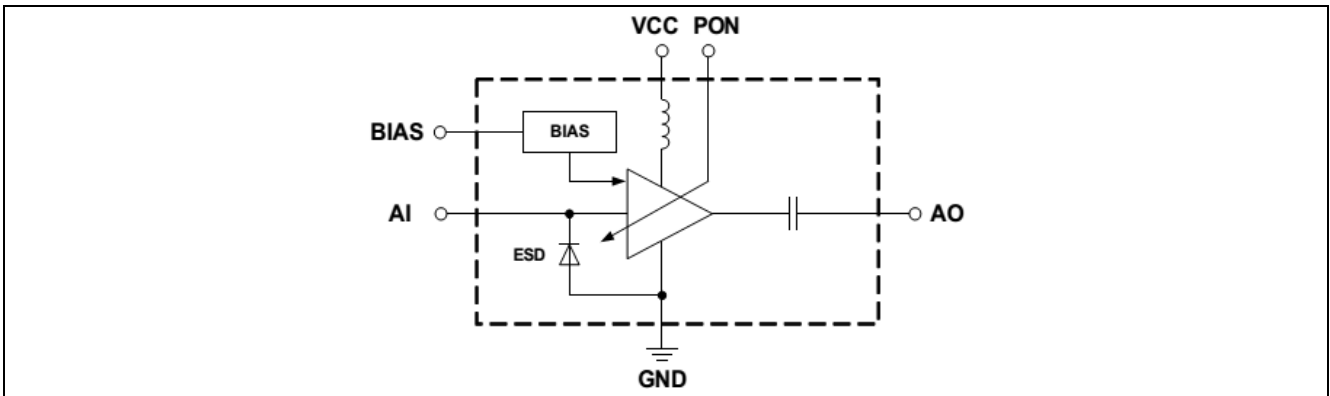 VCC PON
BIAS
BIAS
AI
AO
ESD
GND